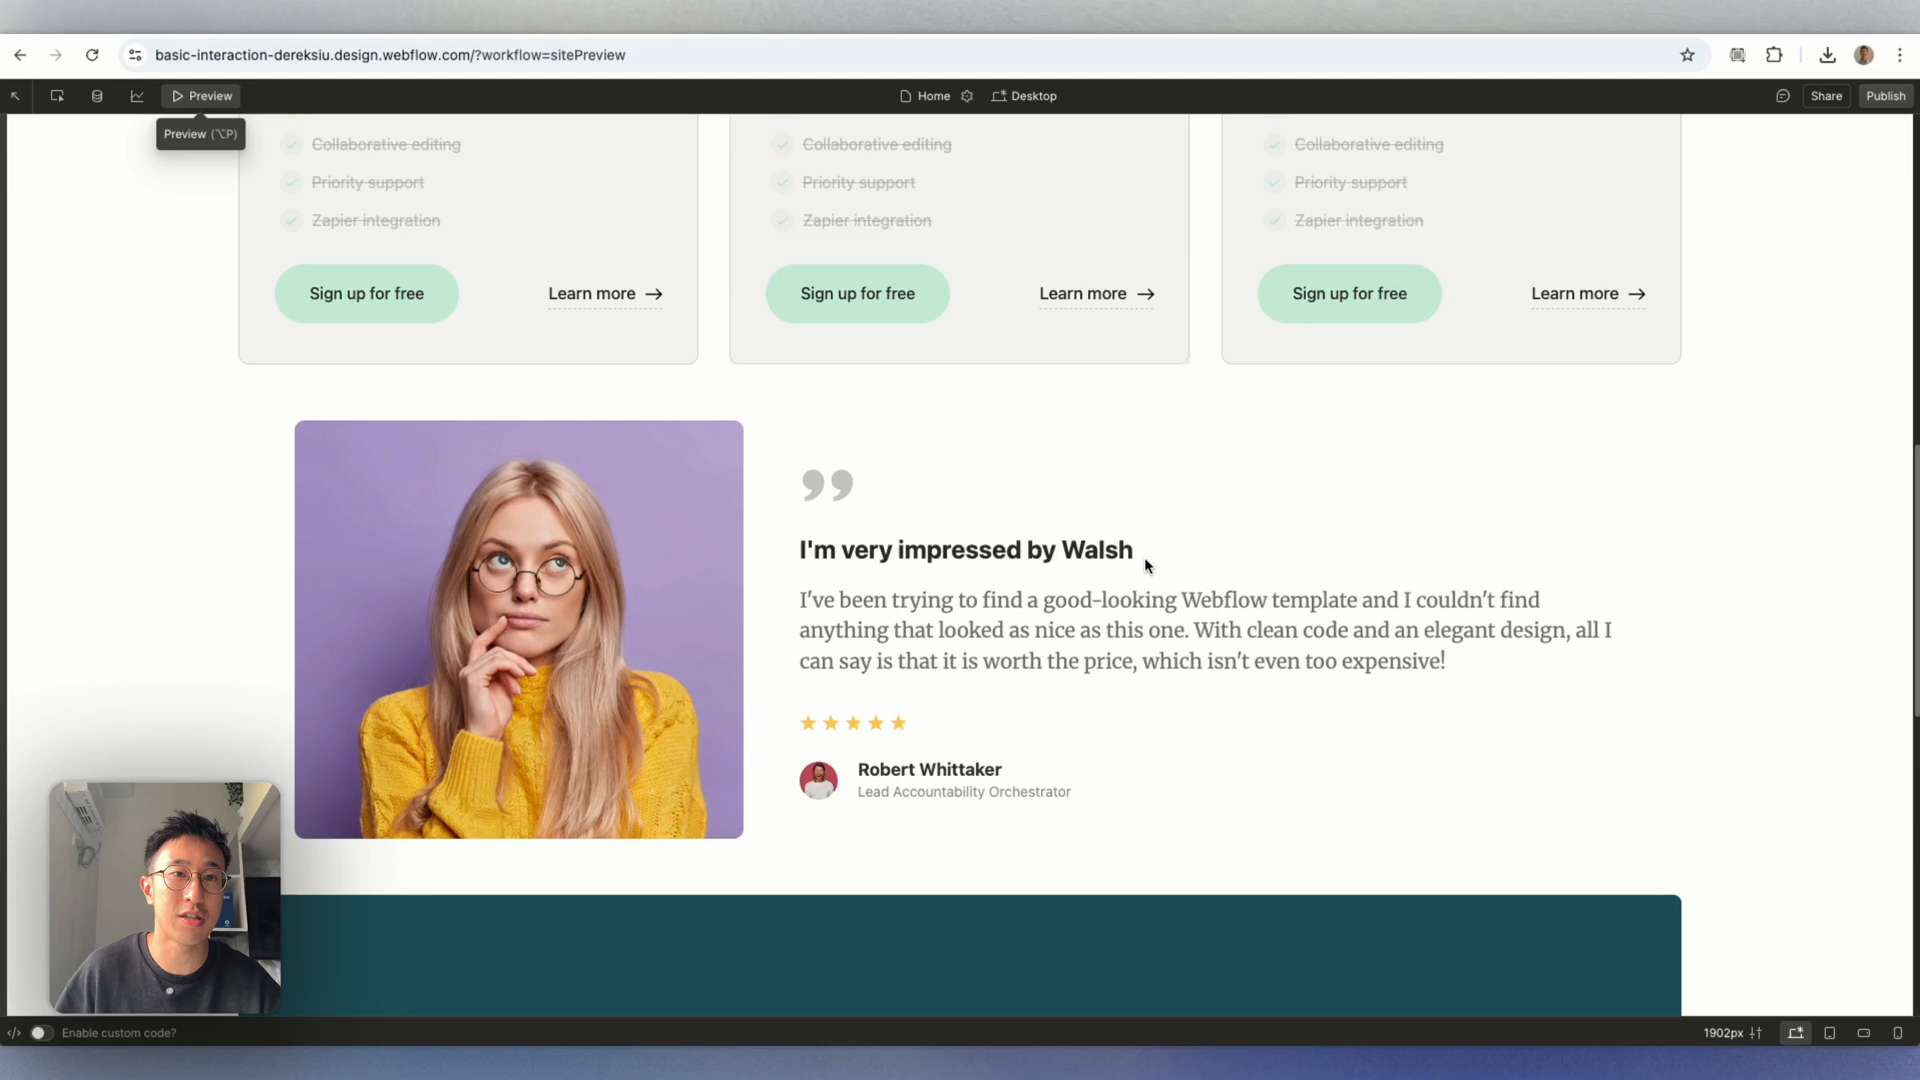 basic-interaction-dereksiu.design.webflow.com/?workflow=sitePreview
Preview
Home
Desktop
Share
Publish
Preview (⌥P)
Collaborative editing
Priority support
Zapier integration
Sign up for free
Learn more →
Collaborative editing
Priority support
Zapier integration
Sign up for free
Learn more →
Collaborative editing
Priority support
Zapier integration
Sign up for free
Learn more →
I'm very impressed by Walsh
I've been trying to find a good-looking Webflow template and I couldn't find
anything that looked as nice as this one. With clean code and an elegant design, all I
can say is that it is worth the price, which isn't even too expensive!
Robert Whittaker
Lead Accountability Orchestrator
Enable custom code?
1902px